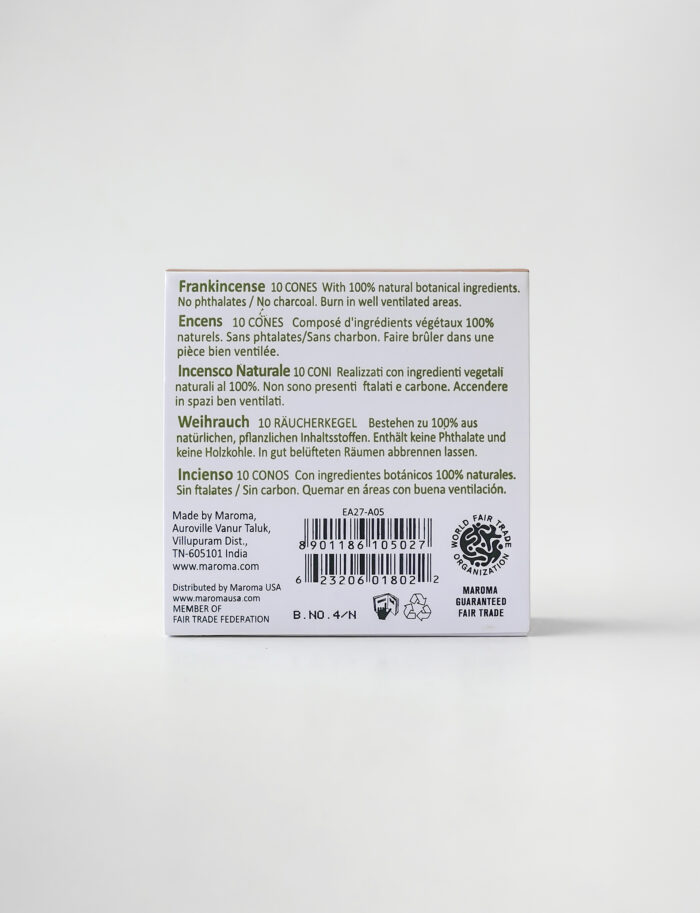 Frankincense 10 CONES With 100% natural botanical ingredients.
No phthalates / No charcoal. Burn in well ventilated areas.
Encens 10 CONES Composé d'ingrédients végétaux 100%
naturels. Sans phtalates/Sans charbon. Faire brûler dans une
pièce bien ventilée.
Incensco Naturale 10 CONI Realizzati con ingredienti vegetali
naturali al 100%. Non sono presenti ftalati e carbone. Accendere
in spazi ben ventilati.
Weihrauch 10 RÄUCHERKEGEL Bestehen zu 100% aus
natürlichen, pflanzlichen Inhaltsstoffen. Enthält keine Phthalate und
keine Holzkohle. In gut belüfteten Räumen abbrennen lassen.
Incienso 10 CONOS Con ingredientes botánicos 100% naturales.
Sin ftalates / Sin carbon. Quemar en áreas con buena ventilación.
Made by Maroma,
Auroville Vanur Taluk,
Villupuram Dist.,
TN-605101 India
www.maroma.com
Distributed by Maroma USA
www.maromausa.com
MEMBER OF
FAIR TRADE FEDERATION
EA27-A05
8 901186 105027
6 23206 01802 2
B.NO.4/N
WORLD FAIR TRADE ORGANIZATION
MAROMA
GUARANTEED
FAIR TRADE